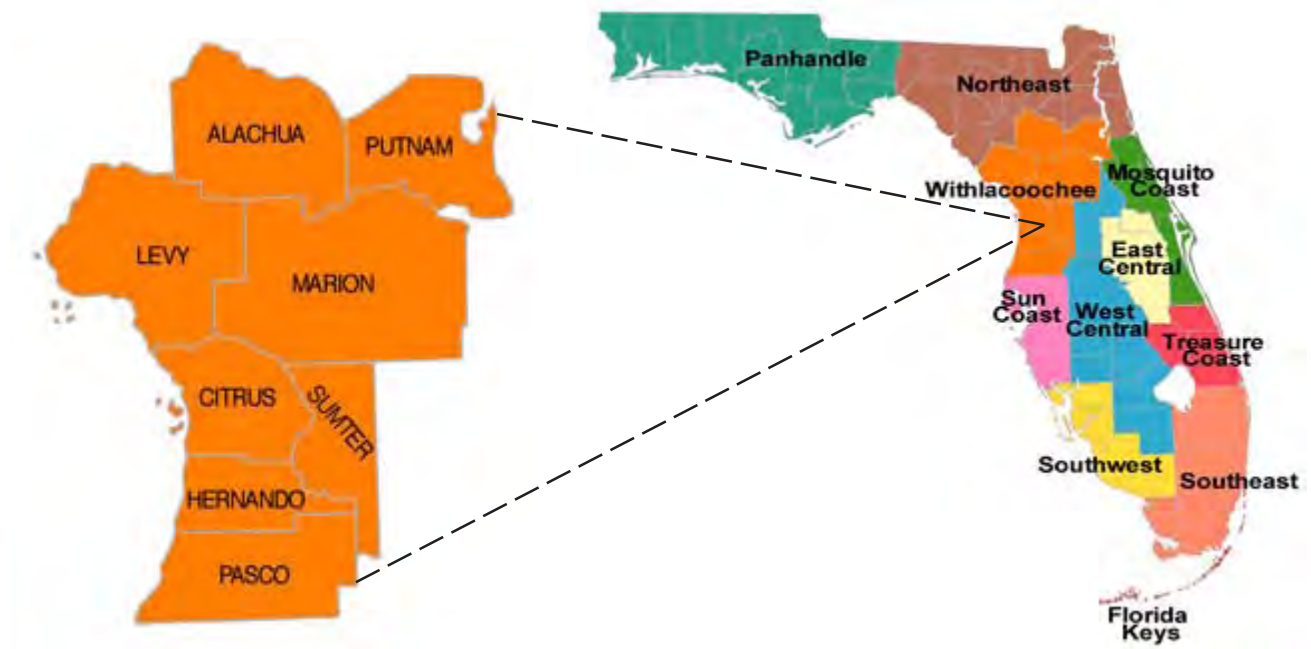 ALACHUA
PUTNAM
LEVY
MARION
CITRUS
SUMTER
HERNANDO
PASCO
Panhandle
Northeast
Withlacoochee
Mosquito
Coast
East
Central
Sun
Coast
West
Central
Treasure
Coast
Southwest
Southeast
Florida
Keys